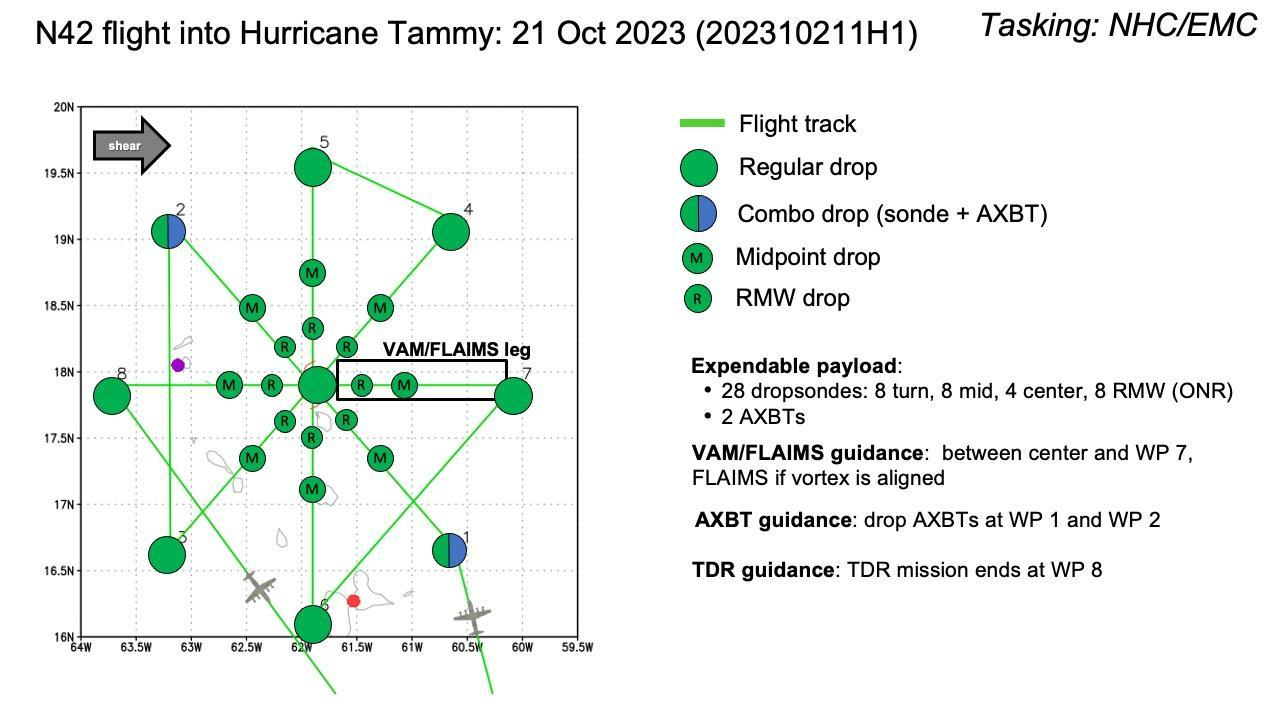 N42 flight into Hurricane Tammy: 21 Oct 2023 (202310211H1)
Tasking: NHC/EMC
20N
19.5N
19N
18.5N
18N
17.5N
17N
16.5N
16N
64W 63.5W 63W 62.5W 62W 61.5W 61W 60.5W 60W 59.5W
shear
5
2
4
M
M M
R
R R
VAM/FLAIMS leg
8 M R R M 7
R R
R
M M
M
3 1
6
Flight track
Regular drop
Combo drop (sonde + AXBT)
M Midpoint drop
R RMW drop
Expendable payload:
• 28 dropsondes: 8 turn, 8 mid, 4 center, 8 RMW (ONR)
• 2 AXBTs
VAM/FLAIMS guidance: between center and WP 7,
FLAIMS if vortex is aligned
AXBT guidance: drop AXBTs at WP 1 and WP 2
TDR guidance: TDR mission ends at WP 8